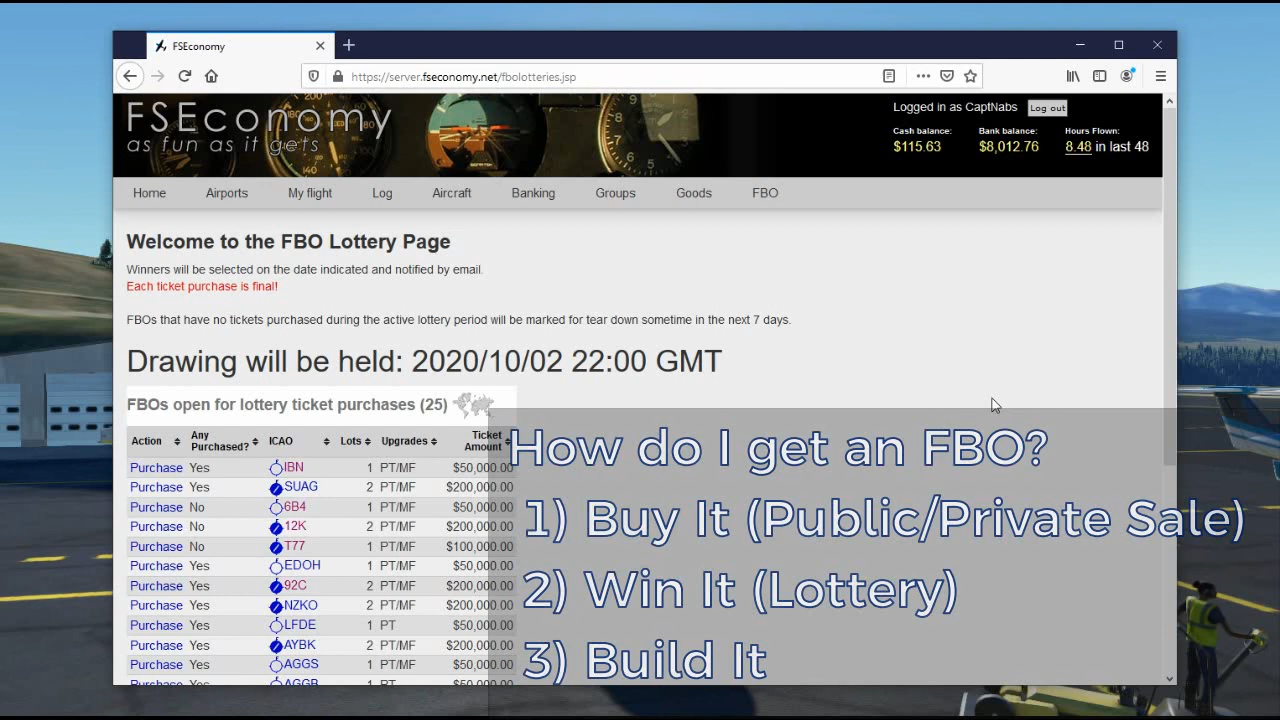 FSEconomy
https://server.fseconomy.net/fbolotteries.jsp
FSEconomy
as fun as it gets
Logged in as CaptNabs Log out
Cash balance: Bank balance: Hours Flown:
$115.63 $8,012.76 8.48 in last 48
Home Airports My flight Log Aircraft Banking Groups Goods FBO
Welcome to the FBO Lottery Page
Winners will be selected on the date indicated and notified by email.
Each ticket purchase is final!
FBOs that have no tickets purchased during the active lottery period will be marked for tear down sometime in the next 7 days.
Drawing will be held: 2020/10/02 22:00 GMT
FBOs open for lottery ticket purchases (25)
Action Any Purchased? ICAO Lots Upgrades Ticket Amount
Purchase Yes IBN 1 PT/MF $50,000.00
Purchase Yes SUAG 2 PT/MF $200,000.00
Purchase No 6B4 1 PT/MF $50,000.00
Purchase No 12K 2 PT/MF $200,000.00
Purchase No T77 1 PT/MF $100,000.00
Purchase Yes EDOH 1 PT/MF $50,000.00
Purchase Yes 92C 2 PT/MF $200,000.00
Purchase Yes NZKO 2 PT/MF $200,000.00
Purchase Yes LFDE 1 PT $50,000.00
Purchase Yes AYBK 2 PT/MF $200,000.00
Purchase Yes AGGS 1 PT/MF $50,000.00
Purchase Yes AGGB 1 PT $50,000.00
How do I get an FBO?
1) Buy It (Public/Private Sale)
2) Win It (Lottery)
3) Build It